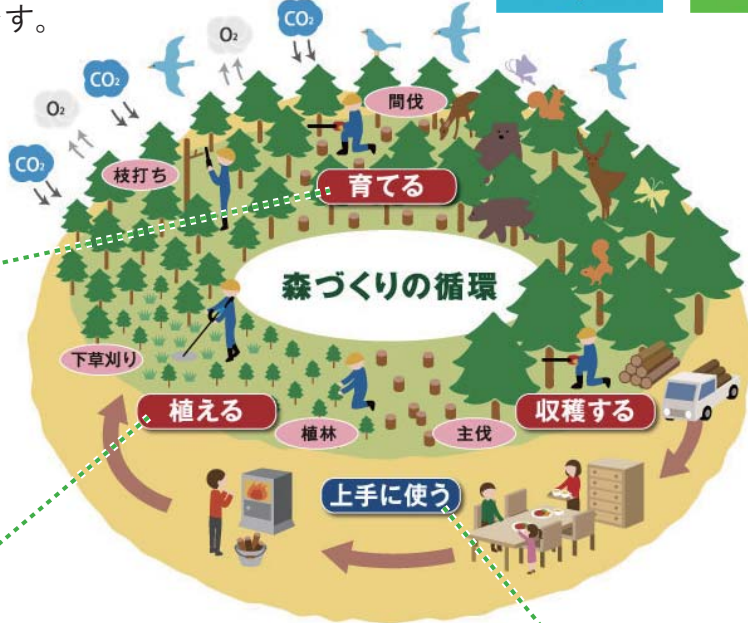 す。
O₂
CO₂
CO₂
O₂
CO₂
間伐
枝打ち
育てる
森づくりの循環
下草刈り
植える
植林
主伐
収穫する
上手に使う